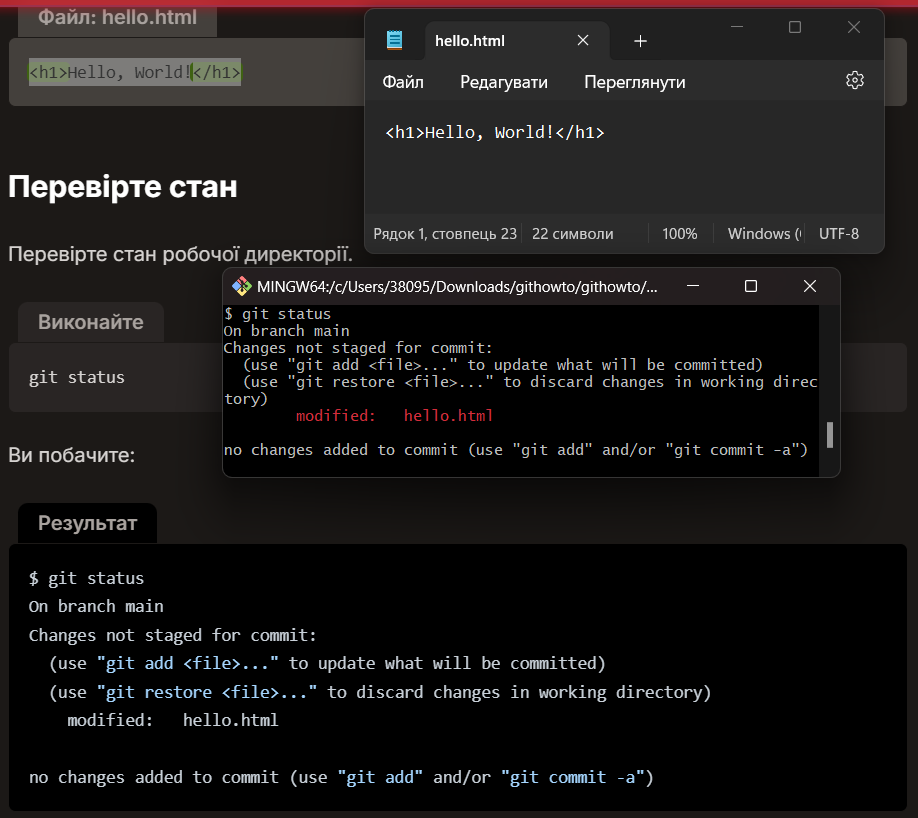 Файл: hello.html
<h1>Hello, World!</h1>
hello.html
Файл Редагувати Переглянути
<h1>Hello, World!</h1>
Рядок 1, стовпець 23 22 символи 100% Windows ( UTF-8
Перевірте стан
Перевірте стан робочої директорії.
Виконайте
git status
Ви побачите:
MINGW64:/c/Users/38095/Downloads/githowto/githowto/...
$ git status
On branch main
Changes not staged for commit:
  (use "git add <file>..." to update what will be committed)
  (use "git restore <file>..." to discard changes in working direc
tory)
        modified:   hello.html
no changes added to commit (use "git add" and/or "git commit -a")
Результат
$ git status
On branch main
Changes not staged for commit:
  (use "git add <file>..." to update what will be committed)
  (use "git restore <file>..." to discard changes in working directory)
    modified:   hello.html
no changes added to commit (use "git add" and/or "git commit -a")